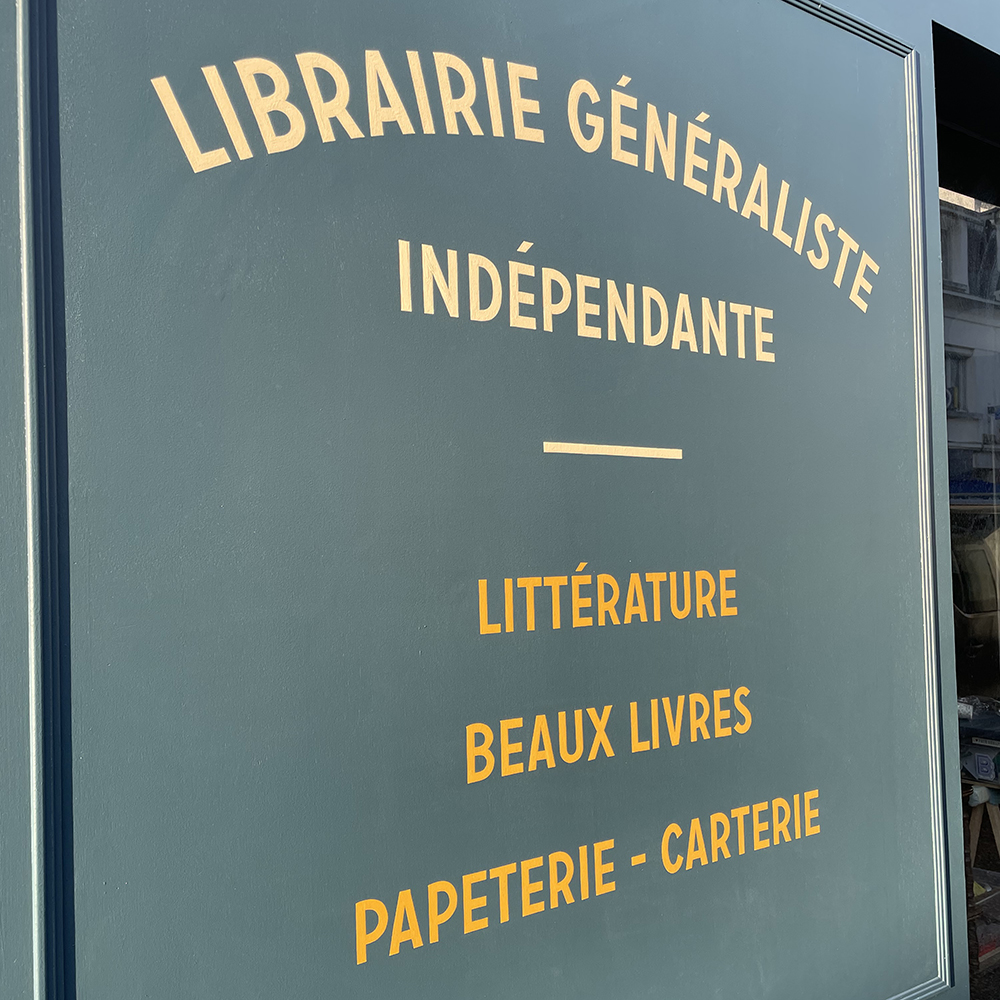 LIBRAIRIE GÉNÉRALISTE
INDÉPENDANTE
LITTÉRATURE
BEAUX LIVRES
PAPETERIE - CARTERIE